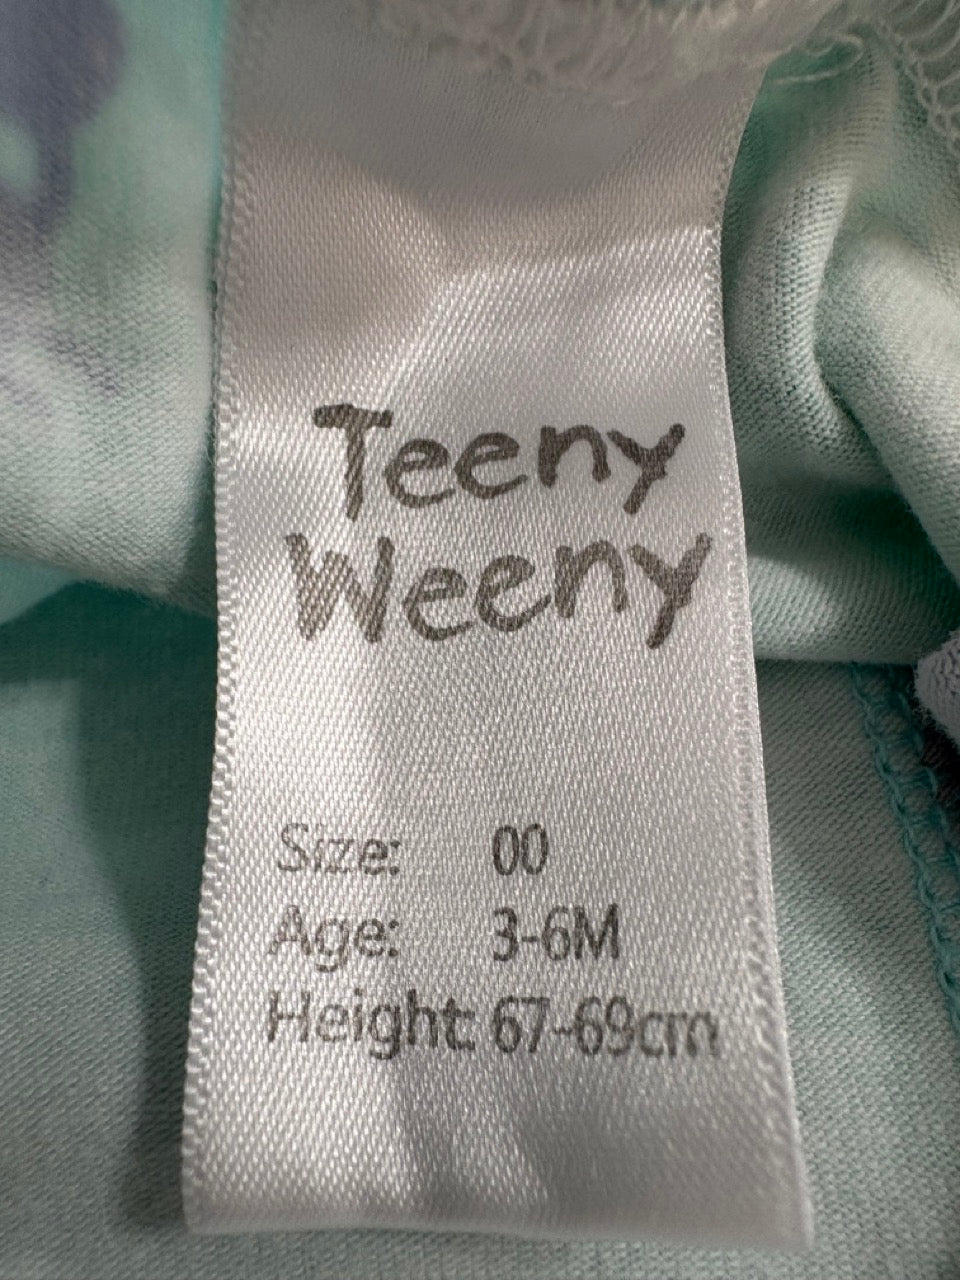 Teeny
Weeny
Size: 00
Age: 3-6M
Height: 67-69cm